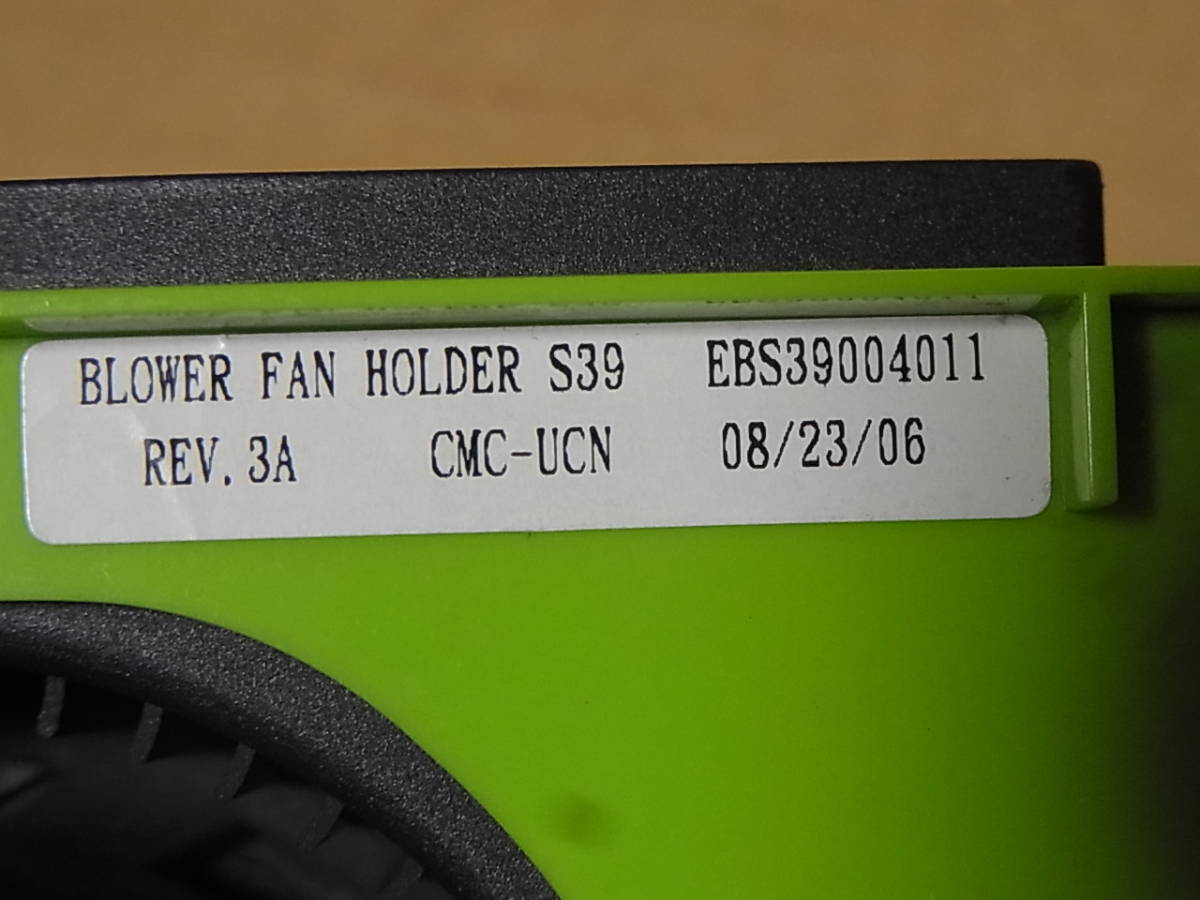 BLOWER FAN HOLDER S39 EBS39004011
REV. 3A CMC-UCN 08/23/06